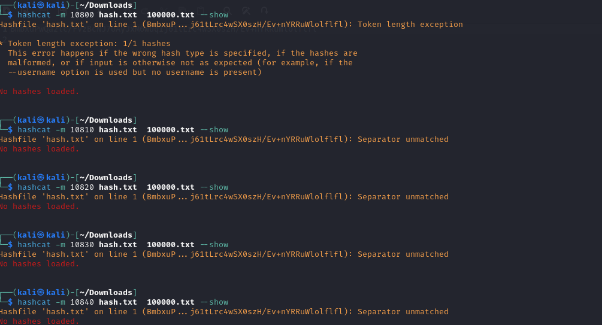 ┌──(kali㉿kali)-[~/Downloads]
└─$ hashcat -m 10800 hash.txt  100000.txt --show
Hashfile 'hash.txt' on line 1 (BmbxuP...j61tLrc4wSX0szH/Ev+nYRRuWlolflfl): Token length exception

* Token length exception: 1/1 hashes
  This error happens if the wrong hash type is specified, if the hashes are
  malformed, or if input is otherwise not as expected (for example, if the
  --username option is used but no username is present)

No hashes loaded.

┌──(kali㉿kali)-[~/Downloads]
└─$ hashcat -m 10810 hash.txt  100000.txt --show
Hashfile 'hash.txt' on line 1 (BmbxuP...j61tLrc4wSX0szH/Ev+nYRRuWlolflfl): Separator unmatched
No hashes loaded.

┌──(kali㉿kali)-[~/Downloads]
└─$ hashcat -m 10820 hash.txt  100000.txt --show
Hashfile 'hash.txt' on line 1 (BmbxuP...j61tLrc4wSX0szH/Ev+nYRRuWlolflfl): Separator unmatched
No hashes loaded.

┌──(kali㉿kali)-[~/Downloads]
└─$ hashcat -m 10830 hash.txt  100000.txt --show
Hashfile 'hash.txt' on line 1 (BmbxuP...j61tLrc4wSX0szH/Ev+nYRRuWlolflfl): Separator unmatched
No hashes loaded.

┌──(kali㉿kali)-[~/Downloads]
└─$ hashcat -m 10840 hash.txt  100000.txt --show
Hashfile 'hash.txt' on line 1 (BmbxuP...j61tLrc4wSX0szH/Ev+nYRRuWlolflfl): Separator unmatched
No hashes loaded.